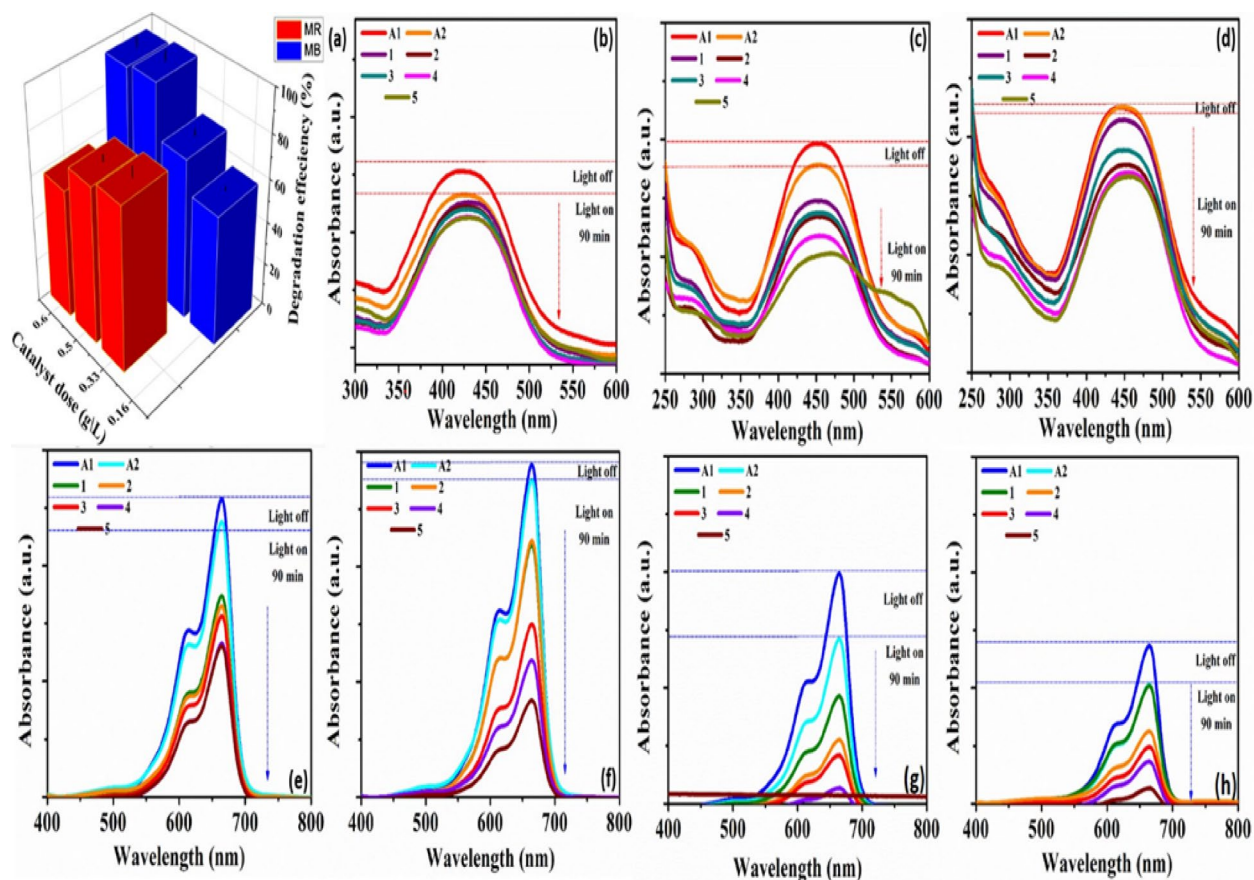 MR
MB
(a)
Degradation effeciency (%)
100
80
60
40
20
0
0.6
0.5
0.33
0.16
Catalyst dose (g\L)
(b)
A1 A2
1 2
3 4
5
Light off
Light on
90 min
Absorbance (a.u.)
300 350 400 450 500 550 600
Wavelength (nm)
(c)
A1 A2
1 2
3 4
5
Light off
Light on
90 min
Absorbance (a.u.)
250 300 350 400 450 500 550 600
Wavelength (nm)
(d)
A1 A2
1 2
3 4
5
Light off
Light on
90 min
Absorbance (a.u.)
250 300 350 400 450 500 550 600
Wavelength (nm)
A1 A2
1 2
3 4
5
Light off
Light on
90 min
(e)
Absorbance (a.u.)
400 500 600 700 800
Wavelength (nm)
A1 A2
1 2
3 4
5
Light off
Light on
90 min
(f)
Absorbance (a.u.)
400 500 600 700 800
Wavelength (nm)
A1 A2
1 2
3 4
5
Light off
Light on
90 min
(g)
Absorbance (a.u.)
400 500 600 700 800
Wavelength (nm)
A1 A2
1 2
3 4
5
Light off
Light on
90 min
(h)
Absorbance (a.u.)
400 500 600 700 800
Wavelength (nm)